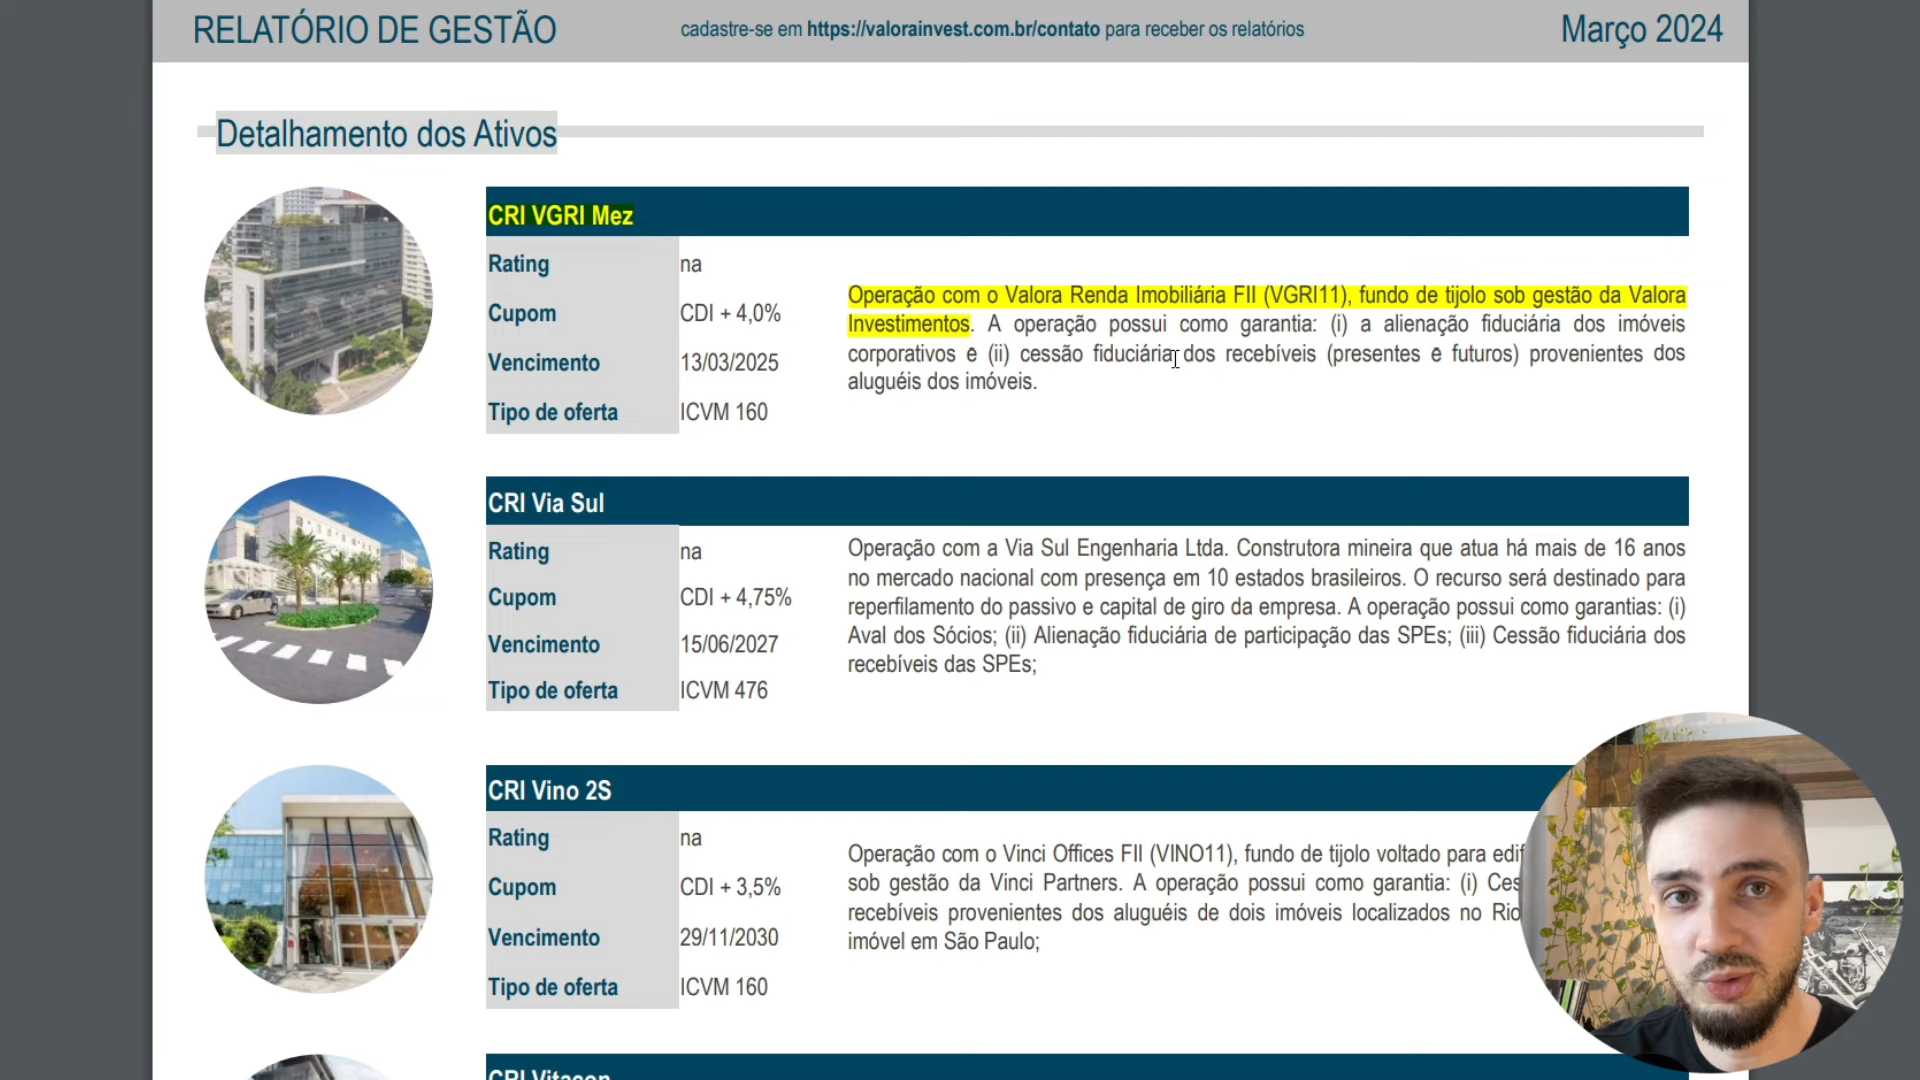 RELATÓRIO DE GESTÃO
cadastre-se em https://valorainvest.com.br/contato para receber os relatórios
Março 2024
Detalhamento dos Ativos
CRI VGRI Mez
Rating na
Cupom CDI + 4,0%
Vencimento 13/03/2025
Tipo de oferta ICVM 160
Operação com o Valora Renda Imobiliária FII (VGRI11), fundo de tijolo sob gestão da Valora
Investimentos. A operação possui como garantia: (i) a alienação fiduciária dos imóveis
corporativos e (ii) cessão fiduciária dos recebíveis (presentes e futuros) provenientes dos
aluguéis dos imóveis.
CRI Via Sul
Rating na
Cupom CDI + 4,75%
Vencimento 15/06/2027
Tipo de oferta ICVM 476
Operação com a Via Sul Engenharia Ltda. Construtora mineira que atua há mais de 16 anos
no mercado nacional com presença em 10 estados brasileiros. O recurso será destinado para
reperfilamento do passivo e capital de giro da empresa. A operação possui como garantias: (i)
Aval dos Sócios; (ii) Alienação fiduciária de participação das SPEs; (iii) Cessão fiduciária dos
recebíveis das SPEs;
CRI Vino 2S
Rating na
Cupom CDI + 3,5%
Vencimento 29/11/2030
Tipo de oferta ICVM 160
Operação com o Vinci Offices FII (VINO11), fundo de tijolo voltado para edif
sob gestão da Vinci Partners. A operação possui como garantia: (i) Ces
recebíveis provenientes dos aluguéis de dois imóveis localizados no Rio
imóvel em São Paulo;
CRI Vitacon